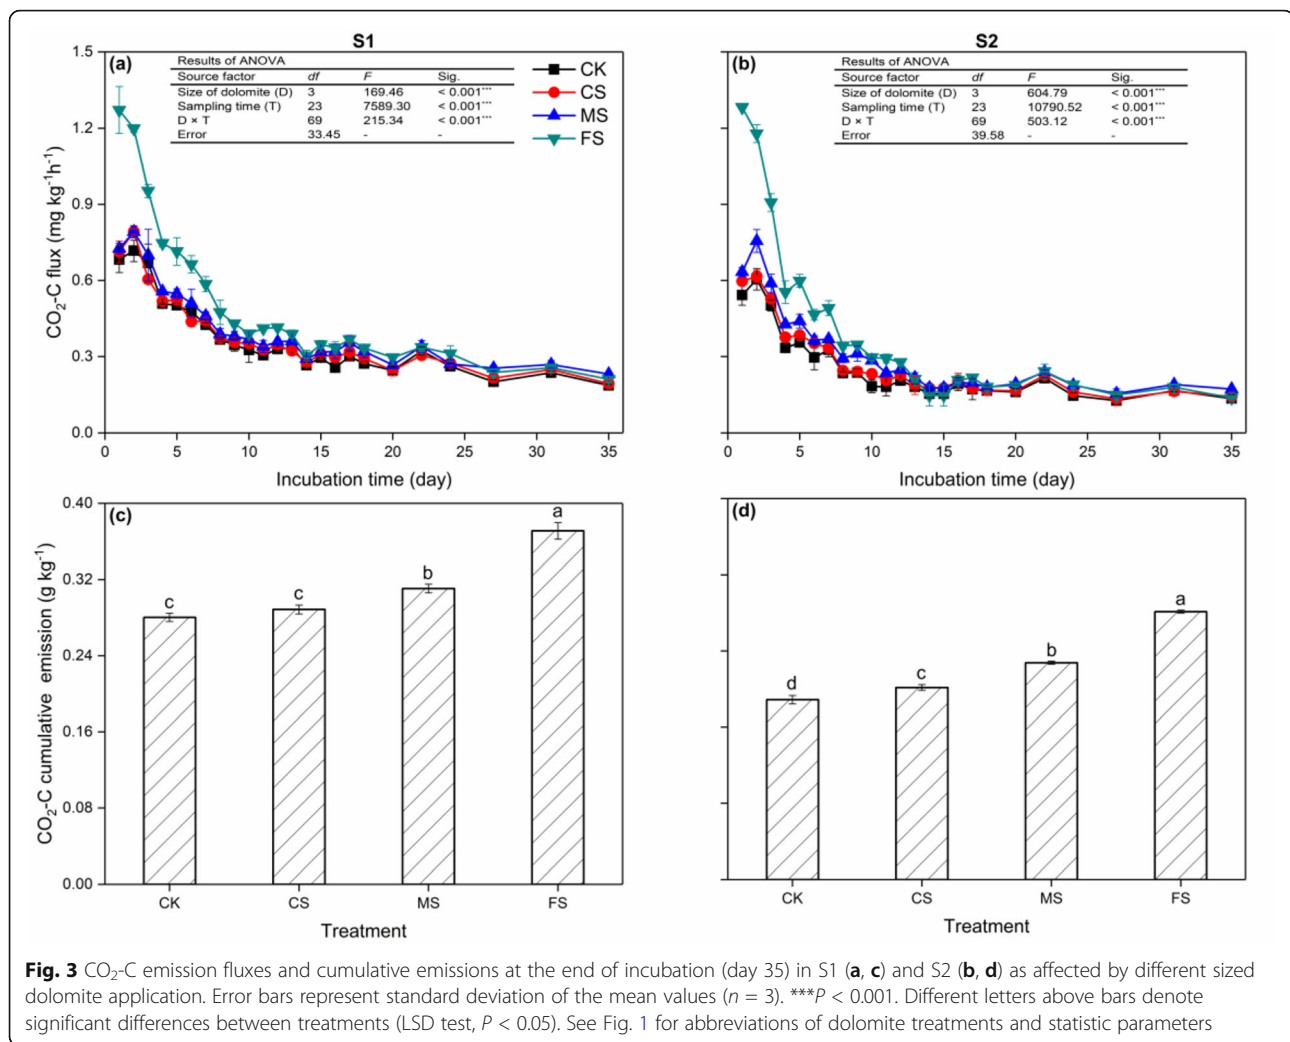 S1
S2
1.5
1.2
0.9
0.6
0.3
0.0
CO₂-C flux (mg kg⁻¹h⁻¹)
(a)
Results of ANOVA
Source factor df F Sig.
Size of dolomite (D) 3 169.46 < 0.001***
Sampling time (T) 23 7589.30 < 0.001***
D × T 69 215.34 < 0.001***
Error 33.45 - -
CK
CS
MS
FS
0 5 10 15 20 25 30 35
Incubation time (day)
(b)
Results of ANOVA
Source factor df F Sig.
Size of dolomite (D) 3 604.79 < 0.001***
Sampling time (T) 23 10790.52 < 0.001***
D × T 69 503.12 < 0.001***
Error 39.58 - -
0 5 10 15 20 25 30 35
Incubation time (day)
0.40
0.32
0.24
0.16
0.08
0.00
CO₂-C cumulative emission (g kg⁻¹)
(c)
c c b a
CK CS MS FS
Treatment
(d)
d c b a
CK CS MS FS
Treatment
Fig. 3 CO₂-C emission fluxes and cumulative emissions at the end of incubation (day 35) in S1 (a, c) and S2 (b, d) as affected by different sized
dolomite application. Error bars represent standard deviation of the mean values (n = 3). ***P < 0.001. Different letters above bars denote
significant differences between treatments (LSD test, P < 0.05). See Fig. 1 for abbreviations of dolomite treatments and statistic parameters